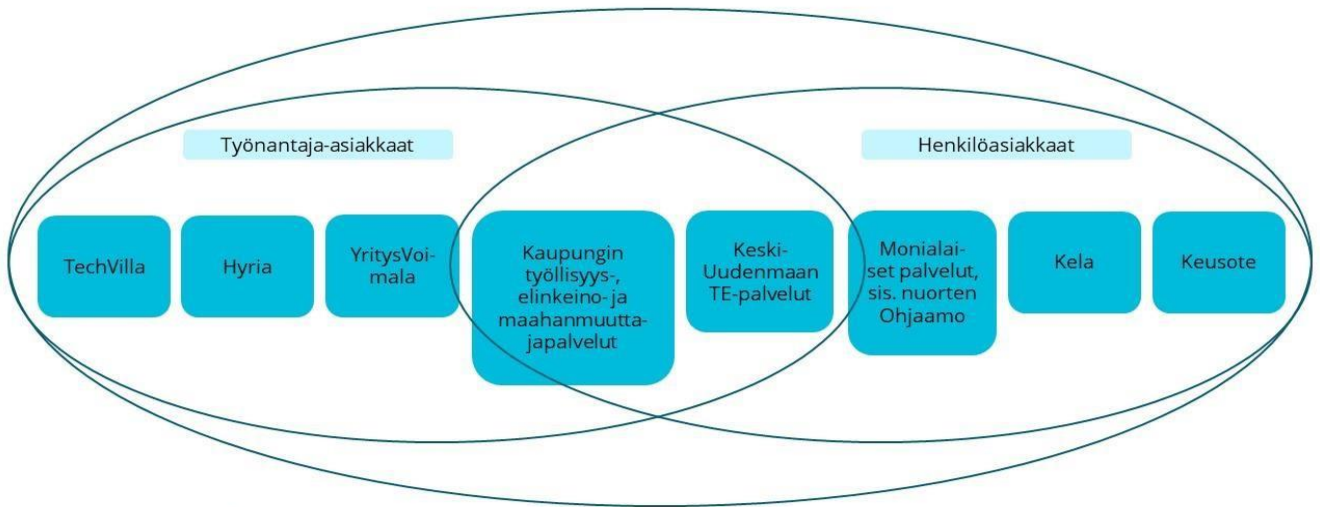 Työnantaja-asiakkaat
Henkilöasiakkaat
TechVilla
Hyria
YritysVoi-
mala
Kaupungin
työllisyys-,
elinkeino- ja
maahanmuutta-
japalvelut
Keski-
Uudenmaan
TE-palvelut
Monialai-
set palvelut,
sis. nuorten
Ohjaamo
Kela
Keusote